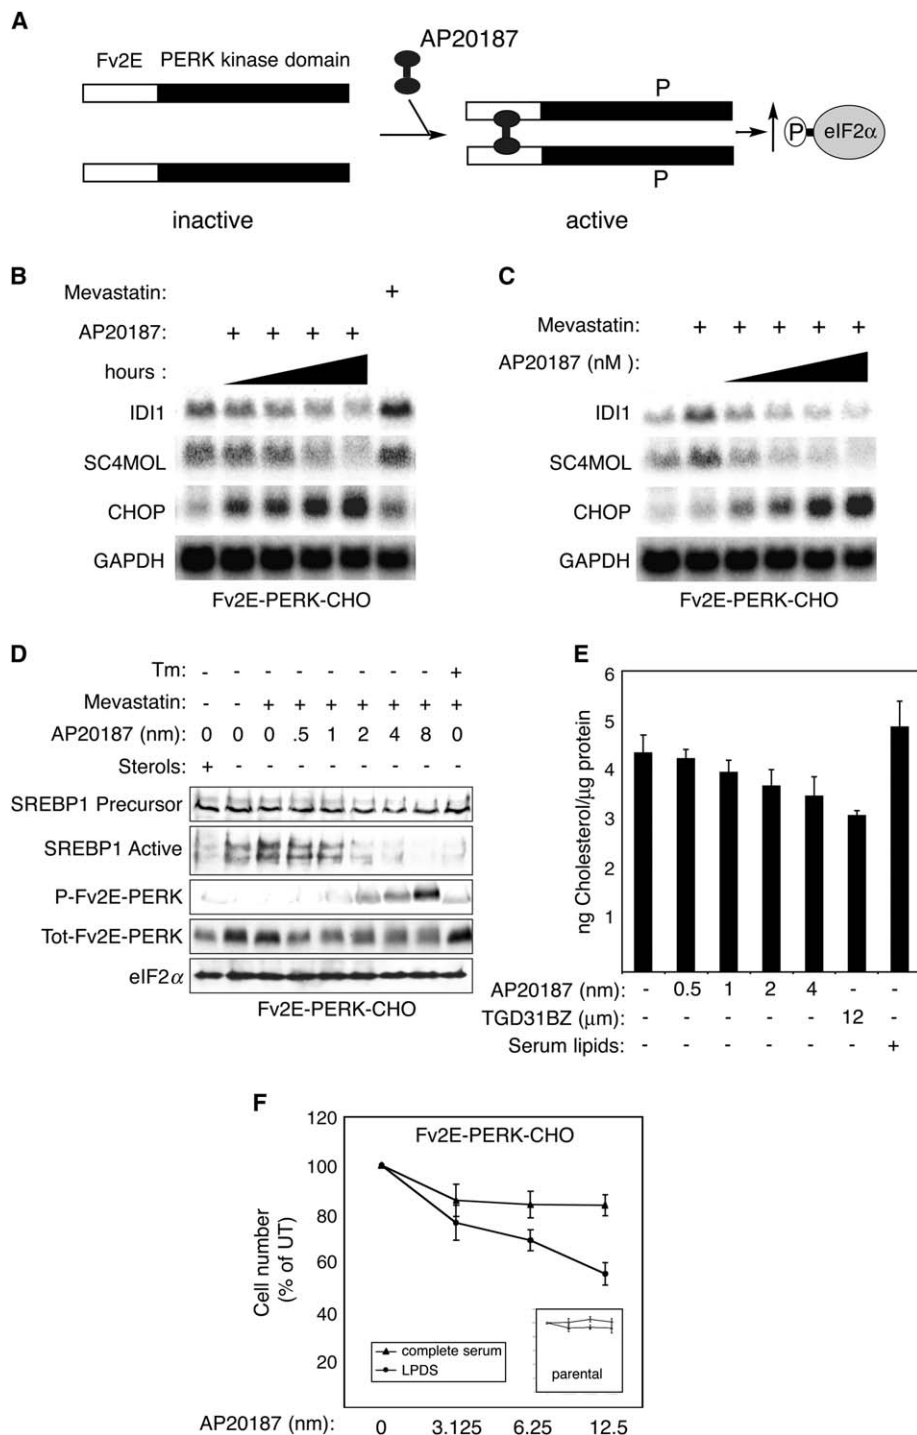 A
AP20187
Fv2E PERK kinase domain
P
P eIF2α
P
inactive active
B
Mevastatin: +
AP20187: + + + +
hours :
IDI1
SC4MOL
CHOP
GAPDH
Fv2E-PERK-CHO
C
Mevastatin: + + + + +
AP20187 (nM ):
IDI1
SC4MOL
CHOP
GAPDH
Fv2E-PERK-CHO
D
Tm: - - - - - - - - +
Mevastatin: - - + + + + + + +
AP20187 (nm): 0 0 0 .5 1 2 4 8 0
Sterols: + - - - - - - - -
SREBP1 Precursor
SREBP1 Active
P-Fv2E-PERK
Tot-Fv2E-PERK
eIF2α
Fv2E-PERK-CHO
E
ng Cholesterol/μg protein
6
5
4
3
2
1
AP20187 (nm): - 0.5 1 2 4 - -
TGD31BZ (μm): - - - - - 12 -
Serum lipids: - - - - - - +
F
Fv2E-PERK-CHO
Cell number
(% of UT)
120
100
80
60
40
20
complete serum
LPDS
parental
AP20187 (nm): 0 3.125 6.25 12.5